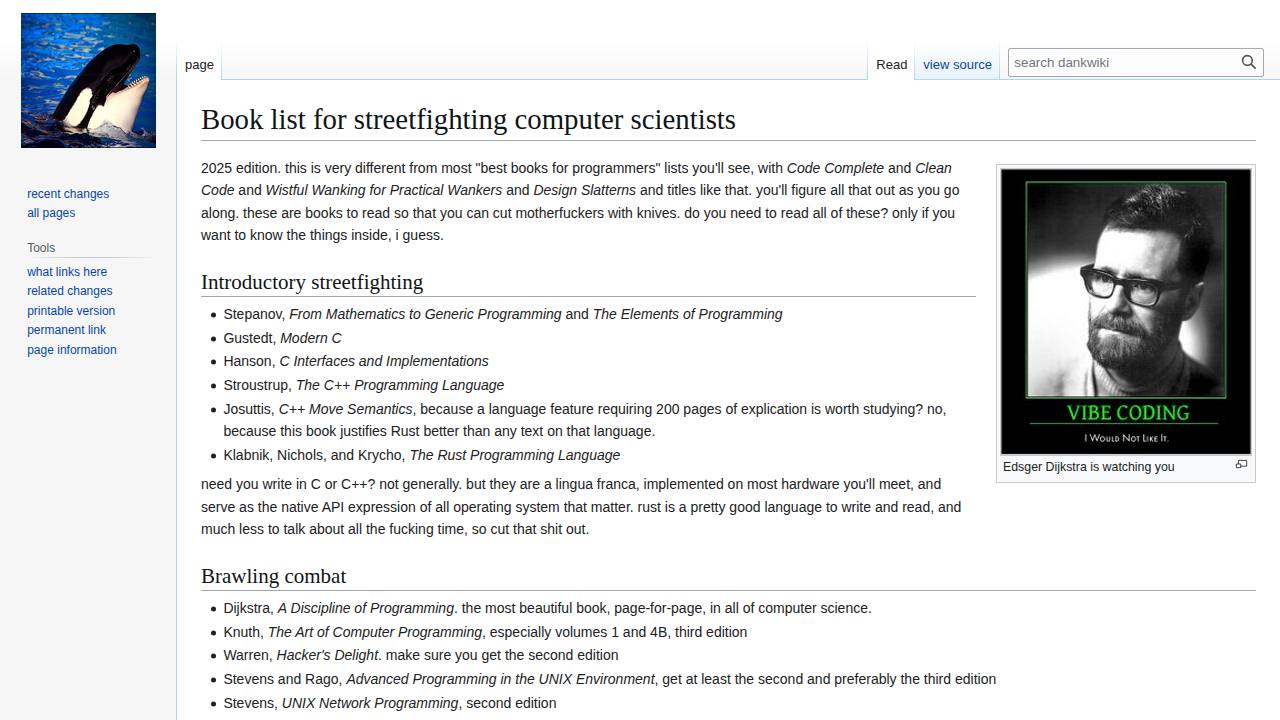 page
Read
view source
search dankwiki
recent changes
all pages
Tools
what links here
related changes
printable version
permanent link
page information
Book list for streetfighting computer scientists
2025 edition. this is very different from most "best books for programmers" lists you'll see, with Code Complete and Clean
Code and Wistful Wanking for Practical Wankers and Design Slatterns and titles like that. you'll figure all that out as you go
along. these are books to read so that you can cut motherfuckers with knives. do you need to read all of these? only if you
want to know the things inside, i guess.
VIBE CODING
I WOULD NOT LIKE IT.
Edsger Dijkstra is watching you
Introductory streetfighting
Stepanov, From Mathematics to Generic Programming and The Elements of Programming
Gustedt, Modern C
Hanson, C Interfaces and Implementations
Stroustrup, The C++ Programming Language
Josuttis, C++ Move Semantics, because a language feature requiring 200 pages of explication is worth studying? no,
because this book justifies Rust better than any text on that language.
Klabnik, Nichols, and Krycho, The Rust Programming Language
need you write in C or C++? not generally. but they are a lingua franca, implemented on most hardware you'll meet, and
serve as the native API expression of all operating system that matter. rust is a pretty good language to write and read, and
much less to talk about all the fucking time, so cut that shit out.
Brawling combat
Dijkstra, A Discipline of Programming. the most beautiful book, page-for-page, in all of computer science.
Knuth, The Art of Computer Programming, especially volumes 1 and 4B, third edition
Warren, Hacker's Delight. make sure you get the second edition
Stevens and Rago, Advanced Programming in the UNIX Environment, get at least the second and preferably the third edition
Stevens, UNIX Network Programming, second edition